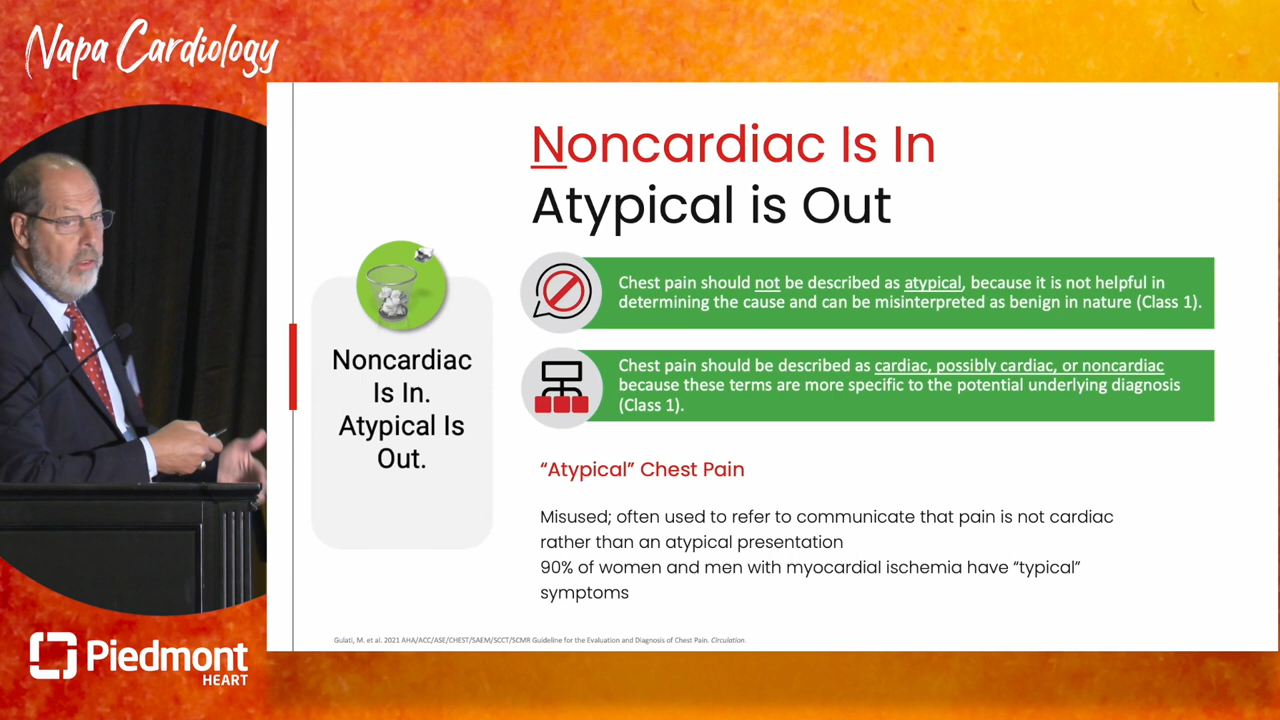 Napa Cardiology
Noncardiac Is In
Atypical is Out
Noncardiac
Is In.
Atypical Is
Out.
Chest pain should not be described as atypical, because it is not helpful in
determining the cause and can be misinterpreted as benign in nature (Class 1).
Chest pain should be described as cardiac, possibly cardiac, or noncardiac
because these terms are more specific to the potential underlying diagnosis
(Class 1).
“Atypical” Chest Pain
Misused; often used to refer to communicate that pain is not cardiac
rather than an atypical presentation
90% of women and men with myocardial ischemia have “typical”
symptoms
Gulati, M. et al. 2021 AHA/ACC/ASE/CHEST/SAEM/SCCT/SCMR Guideline for the Evaluation and Diagnosis of Chest Pain. Circulation.
Piedmont
HEART